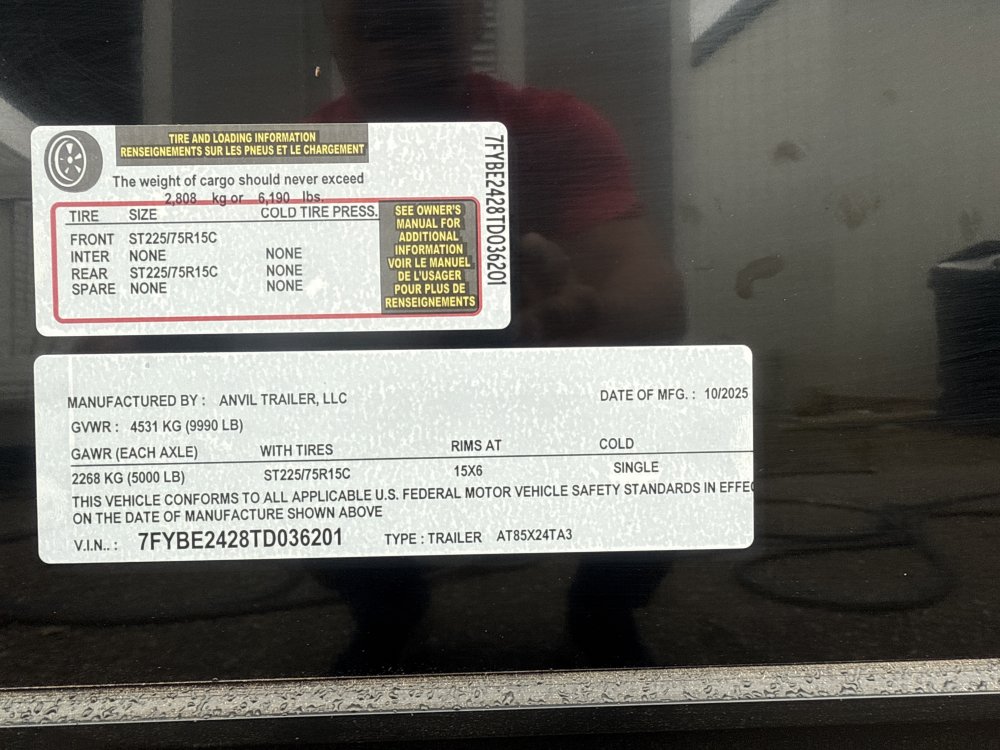 TIRE AND LOADING INFORMATION
RENSEIGNEMENTS SUR LES PNEUS ET LE CHARGEMENT
The weight of cargo should never exceed
2,808 kg or 6,190 lbs.
TIRE SIZE COLD TIRE PRESS.
FRONT ST225/75R15C
INTER NONE NONE
REAR ST225/75R15C NONE
SPARE NONE NONE
SEE OWNER'S
MANUAL FOR
ADDITIONAL
INFORMATION
VOIR LE MANUEL
DE L'USAGER
POUR PLUS DE
RENSEIGNEMENTS
7FYBE2428TD036201
MANUFACTURED BY : ANVIL TRAILER, LLC DATE OF MFG. : 10/2025
GVWR : 4531 KG (9990 LB)
GAWR (EACH AXLE) WITH TIRES RIMS AT COLD
2268 KG (5000 LB) ST225/75R15C 15X6 SINGLE
THIS VEHICLE CONFORMS TO ALL APPLICABLE U.S. FEDERAL MOTOR VEHICLE SAFETY STANDARDS IN EFFEC
ON THE DATE OF MANUFACTURE SHOWN ABOVE
V.I.N.. : 7FYBE2428TD036201 TYPE : TRAILER AT85X24TA3